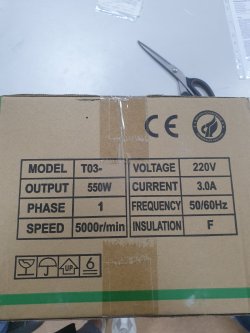 CE
MODEL T03- VOLTAGE 220V
OUTPUT 550W CURRENT 3.0A
PHASE 1 FREQUENCY 50/60Hz
SPEED 5000r/min INSULATION F
UP 6